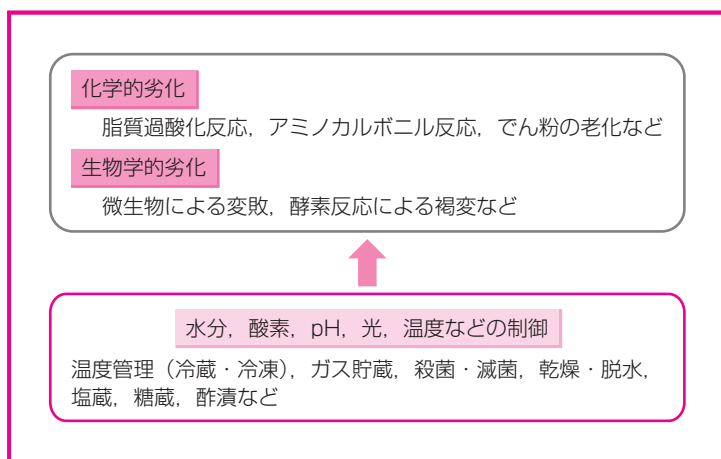 化学的劣化
脂質過酸化反応，アミノカルボニル反応，でん粉の老化など
生物学的劣化
微生物による変敗，酵素反応による褐変など
水分，酸素，pH，光，温度などの制御
温度管理（冷蔵・冷凍），ガス貯蔵，殺菌・滅菌，乾燥・脱水，
塩蔵，糖蔵，酢漬など